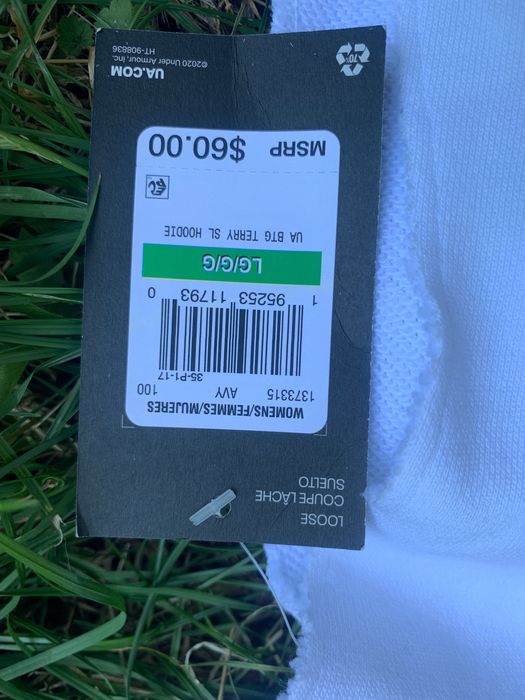 LOOSE
COUPE LÂCHE
SUELTO
WOMENS/FEMMES/MUJERES
1373315 AVY 100
35-P1-17
1 95253 11793 0
LG/G/G
UA BTG TERRY SL HOODIE
MSRP $60.00
70%
UA.COM
©2020 Under Armour, Inc.
HT-908836